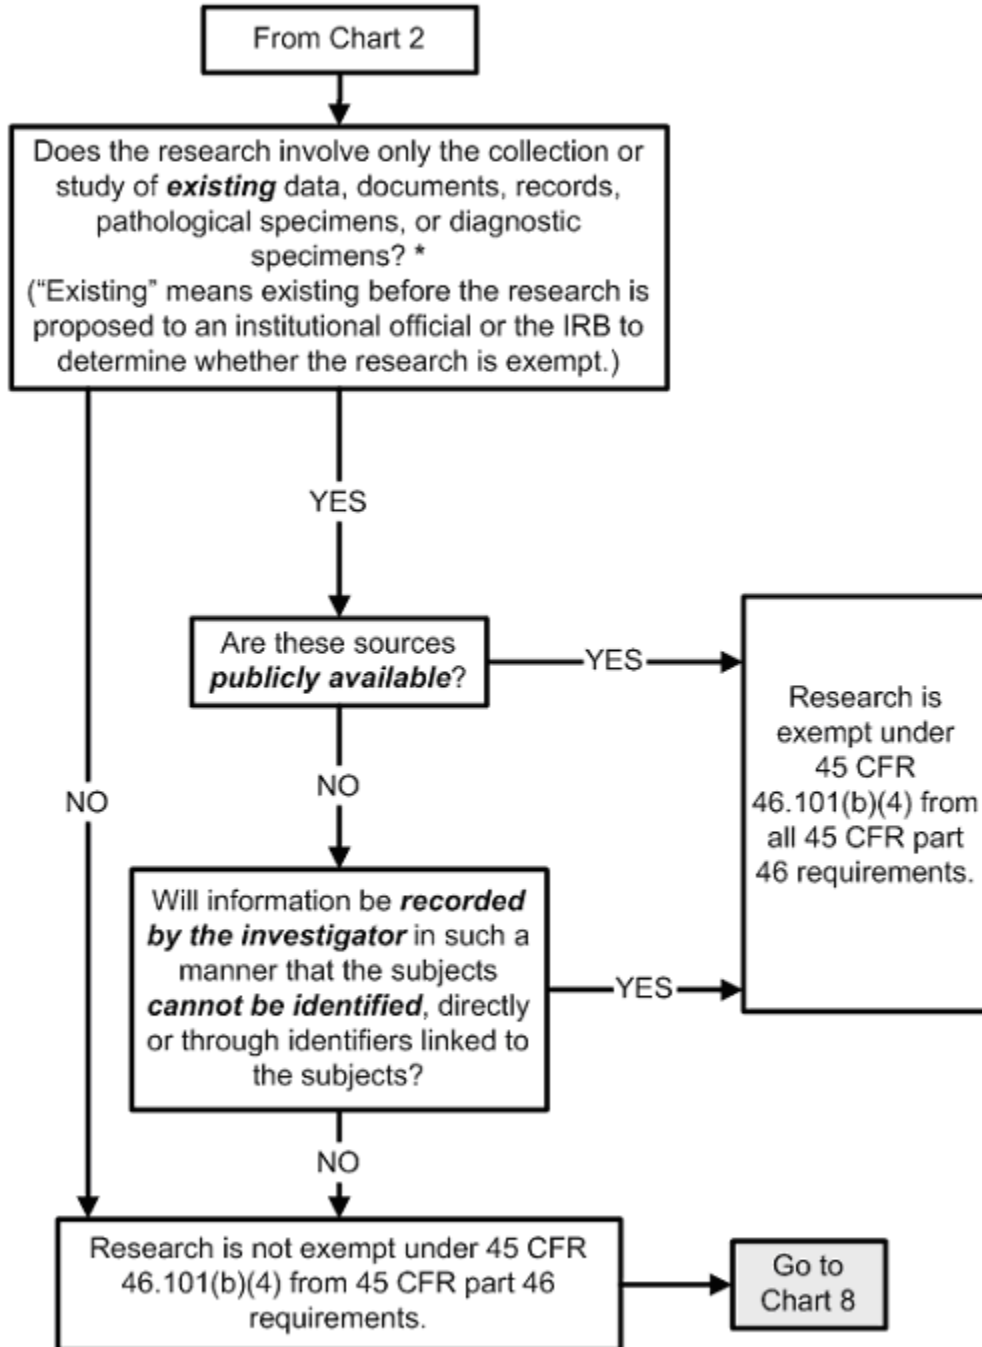 From Chart 2
Does the research involve only the collection or
study of existing data, documents, records,
pathological specimens, or diagnostic
specimens? *
(“Existing” means existing before the research is
proposed to an institutional official or the IRB to
determine whether the research is exempt.)
YES
Are these sources
publicly available?
YES
Research is
exempt under
45 CFR
46.101(b)(4) from
all 45 CFR part
46 requirements.
NO
NO
Will information be recorded
by the investigator in such a
manner that the subjects
cannot be identified, directly
or through identifiers linked to
the subjects?
YES
NO
Research is not exempt under 45 CFR
46.101(b)(4) from 45 CFR part 46
requirements.
Go to
Chart 8